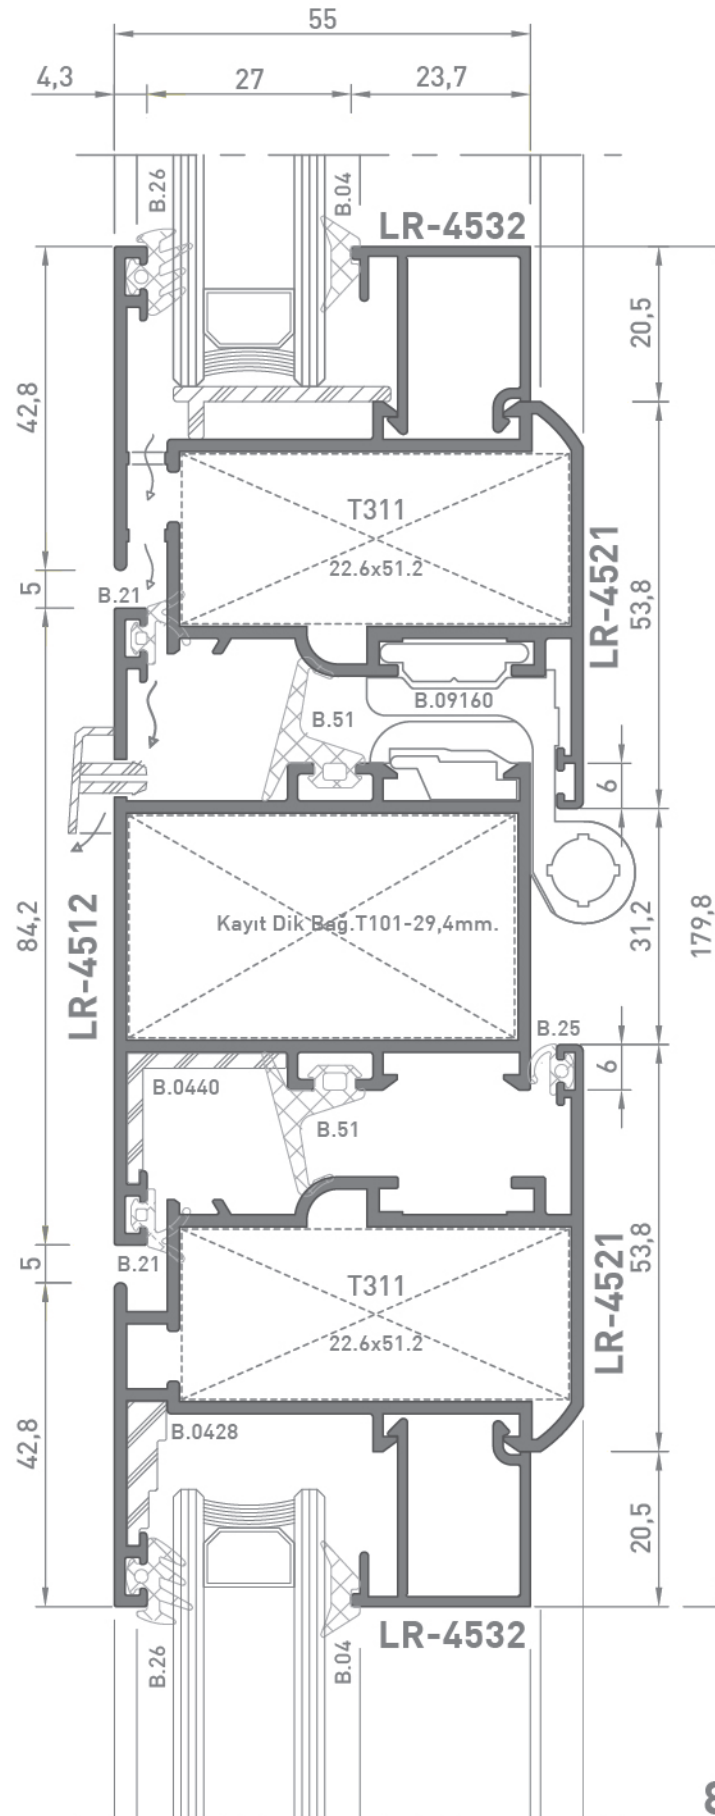 55
4,3
27
23,7
B.26
B.04
LR-4532
20,5
42,8
T311
22.6x51.2
LR-4521
53,8
5
B.21
B.51
B.09160
6
LR-4512
84,2
Kayıt Dik Bağ.T101-29,4mm.
31,2
179,8
B.25
6
B.0440
B.51
5
B.21
T311
22.6x51.2
LR-4521
53,8
42,8
B.0428
20,5
LR-4532
B.26
B.04